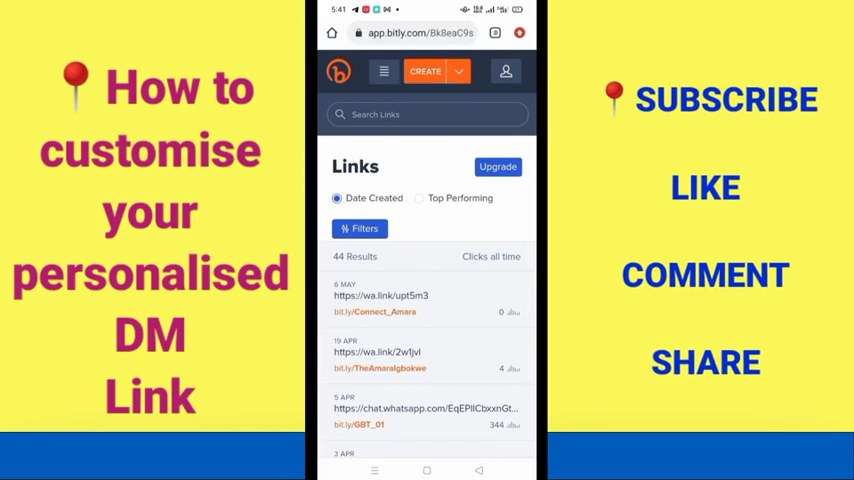 📍How to
customise
your
personalised
DM
Link
5:41
app.bitly.com/Bk8eaC9s
CREATE
Search Links
Links
Upgrade
Date Created
Top Performing
Filters
44 Results
Clicks all time
6 MAY
https://wa.link/upt5m3
bit.ly/Connect_Amara
0
19 APR
https://wa.link/2w1jvl
bit.ly/TheAmaraIgbokwe
4
5 APR
https://chat.whatsapp.com/EqEPIlCbxxnGt...
bit.ly/GBT_01
344
3 APR
📍SUBSCRIBE
LIKE
COMMENT
SHARE